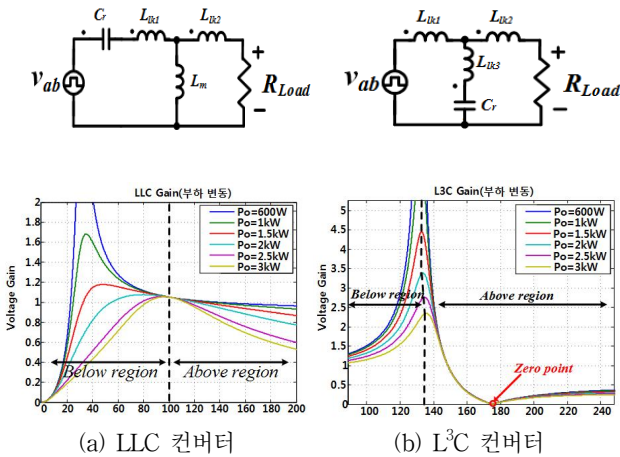 Cr Llk1 Llk2
vab Lm RLoad
+
−
Llk1 Llk2
vab Llk3 RLoad
Cr
+
−
LLC Gain(부하 변동)
Voltage Gain
2
1.8
1.6
1.4
1.2
1
0.8
0.6
0.4
0.2
0
Po=600W
Po=1kW
Po=1.5kW
Po=2kW
Po=2.5kW
Po=3kW
Below region Above region
0 20 40 60 80 100 120 140 160 180 200
L3C Gain(부하 변동)
Voltage Gain
5
4.5
4
3.5
3
2.5
2
1.5
1
0.5
0
Po=600W
Po=1kW
Po=1.5kW
Po=2kW
Po=2.5kW
Po=3kW
Below region Above region
Zero point
100 120 140 160 180 200 220 240
(a) LLC 컨버터
(b) L³C 컨버터